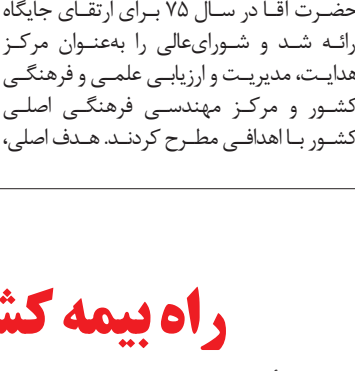 حضرت آقا در سال ۷۵ برای ارتقای جایگاه
رائه شد و شورای‌عالی را به‌عنوان مرکز
هدایت، مدیریت و ارزیابی علمی و فرهنگی
کشور و مرکز مهندسی فرهنگی اصلی
کشور با اهدافی مطرح کردند. هدف اصلی،
راه بیمه کش